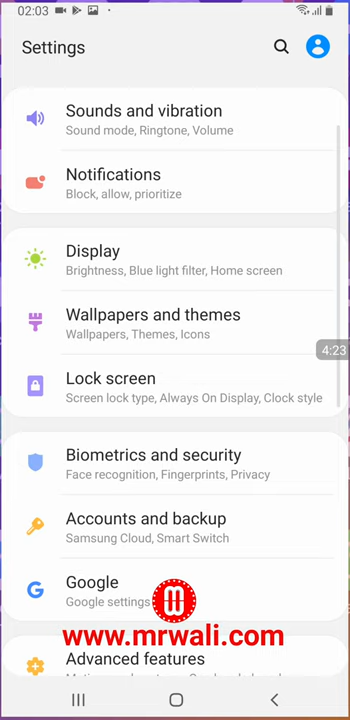 02:03
Settings
Sounds and vibration
Sound mode, Ringtone, Volume
Notifications
Block, allow, prioritize
Display
Brightness, Blue light filter, Home screen
Wallpapers and themes
Wallpapers, Themes, Icons
4:23
Lock screen
Screen lock type, Always On Display, Clock style
Biometrics and security
Face recognition, Fingerprints, Privacy
Accounts and backup
Samsung Cloud, Smart Switch
Google
Google settings
www.mrwali.com
Advanced features